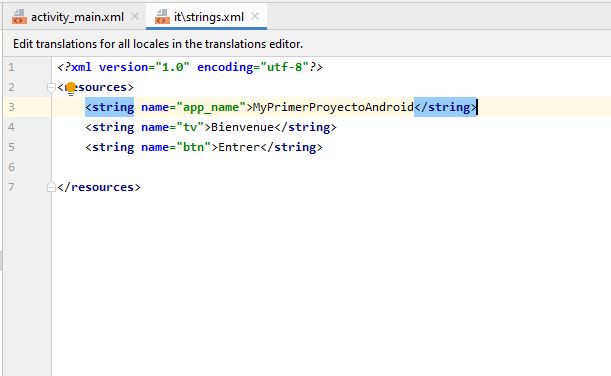 activity_main.xml it\strings.xml
Edit translations for all locales in the translations editor.
1 <?xml version="1.0" encoding="utf-8"?>
2 <resources>
3 <string name="app_name">MyPrimerProyectoAndroid</string>
4 <string name="tv">Bienvenue</string>
5 <string name="btn">Entrer</string>
6
7 </resources>